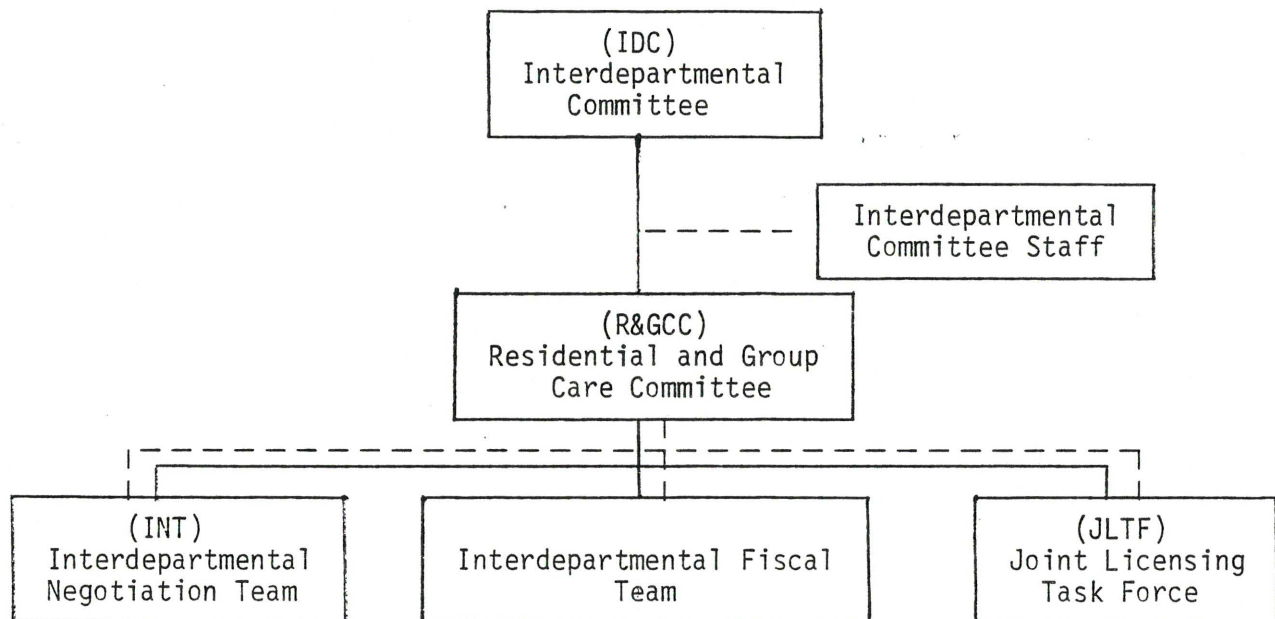 (IDC)
Interdepartmental
Committee
Interdepartmental
Committee Staff
(R&GCC)
Residential and Group
Care Committee
(INT)
Interdepartmental
Negotiation Team
Interdepartmental Fiscal
Team
(JLTF)
Joint Licensing
Task Force